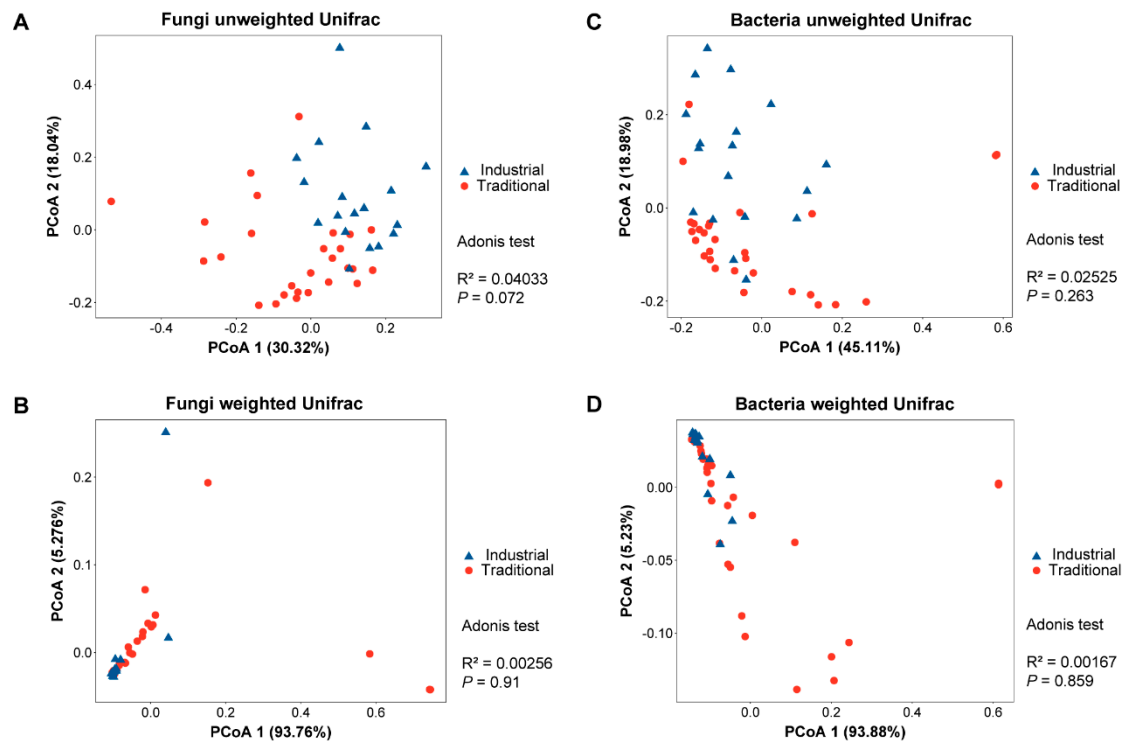 A
Fungi unweighted Unifrac
PCoA 2 (18.04%)
0.4
0.2
0.0
-0.2
-0.4
-0.2
0.0
0.2
PCoA 1 (30.32%)
Industrial
Traditional
Adonis test
R² = 0.04033
P = 0.072
C
Bacteria unweighted Unifrac
PCoA 2 (18.98%)
0.2
0.0
-0.2
-0.2
0.0
0.2
0.4
0.6
PCoA 1 (45.11%)
Industrial
Traditional
Adonis test
R² = 0.02525
P = 0.263
B
Fungi weighted Unifrac
PCoA 2 (5.276%)
0.2
0.1
0.0
0.0
0.2
0.4
0.6
PCoA 1 (93.76%)
Industrial
Traditional
Adonis test
R² = 0.00256
P = 0.91
D
Bacteria weighted Unifrac
PCoA 2 (5.23%)
0.00
-0.05
-0.10
0.0
0.2
0.4
0.6
PCoA 1 (93.88%)
Industrial
Traditional
Adonis test
R² = 0.00167
P = 0.859